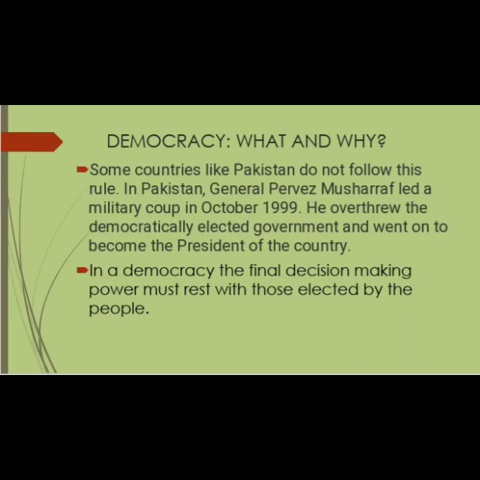 DEMOCRACY: WHAT AND WHY?
Some countries like Pakistan do not follow this
rule. In Pakistan, General Pervez Musharraf led a
military coup in October 1999. He overthrew the
democratically elected government and went on to
become the President of the country.
In a democracy the final decision making
power must rest with those elected by the
people.